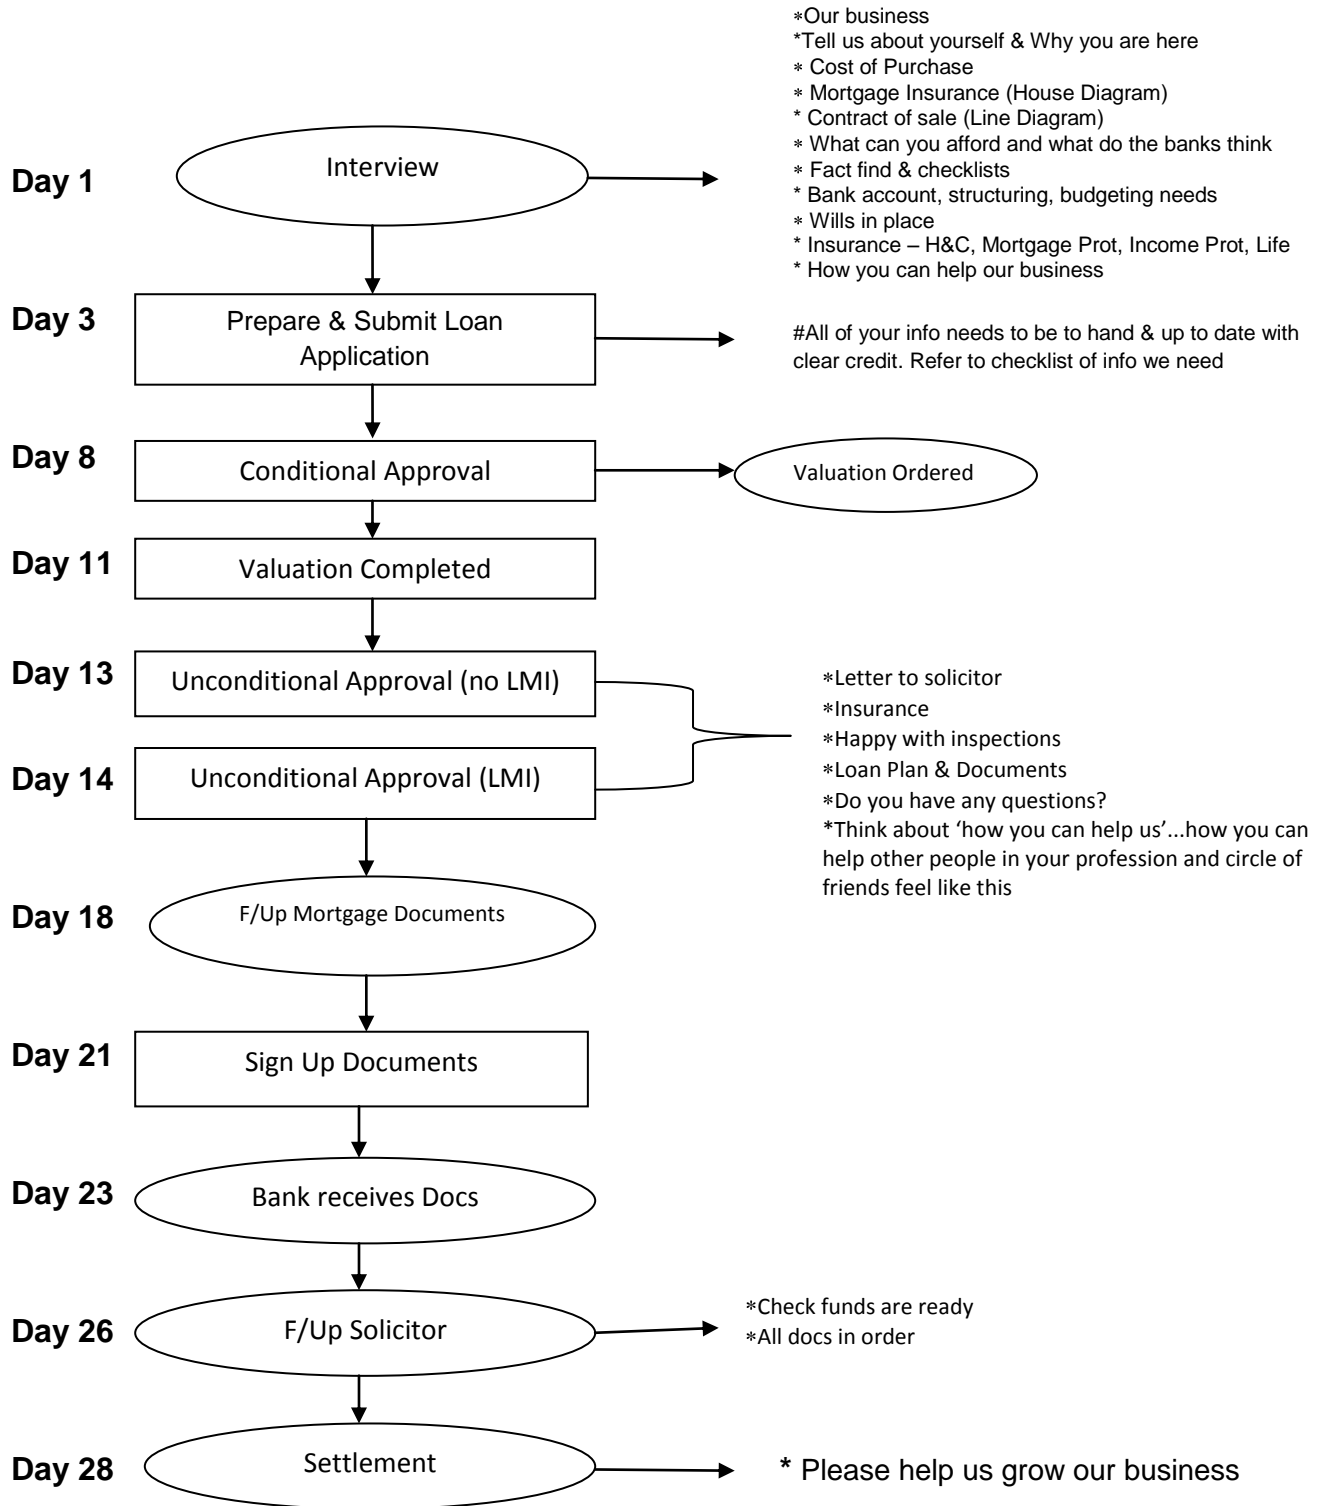 ∗Our business
*Tell us about yourself & Why you are here
∗ Cost of Purchase
∗ Mortgage Insurance (House Diagram)
* Contract of sale (Line Diagram)
∗ What can you afford and what do the banks think
∗ Fact find & checklists
* Bank account, structuring, budgeting needs
∗ Wills in place
* Insurance – H&C, Mortgage Prot, Income Prot, Life
* How you can help our business
Day 1
Interview
Day 3
Prepare & Submit Loan
Application
#All of your info needs to be to hand & up to date with
clear credit. Refer to checklist of info we need
Day 8
Conditional Approval
Valuation Ordered
Day 11
Valuation Completed
Day 13
Unconditional Approval (no LMI)
Day 14
Unconditional Approval (LMI)
∗Letter to solicitor
∗Insurance
∗Happy with inspections
∗Loan Plan & Documents
∗Do you have any questions?
*Think about ‘how you can help us’...how you can
help other people in your profession and circle of
friends feel like this
Day 18
F/Up Mortgage Documents
Day 21
Sign Up Documents
Day 23
Bank receives Docs
Day 26
F/Up Solicitor
∗Check funds are ready
∗All docs in order
Day 28
Settlement
* Please help us grow our business